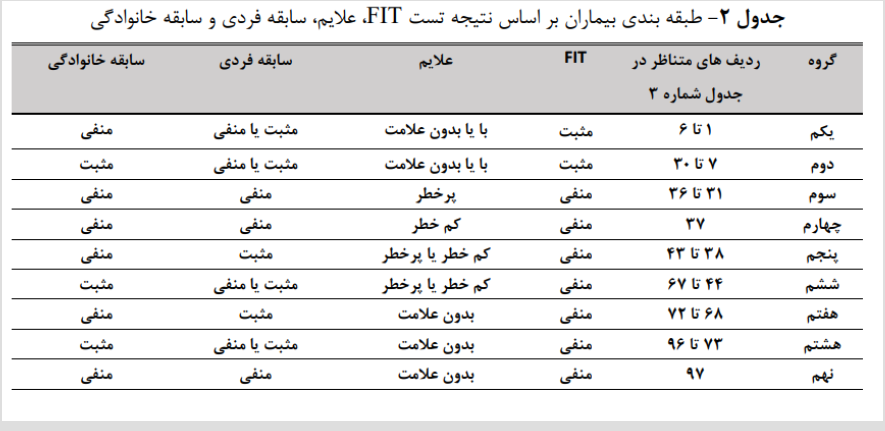 جدول ۲- طبقه بندی بیماران بر اساس نتیجه تست FIT، علایم، سابقه فردی و سابقه خانوادگی
گروه ردیف های متناظر در جدول شماره ۳ FIT علایم سابقه فردی سابقه خانوادگی
یکم ۱ تا ۶ مثبت با یا بدون علامت مثبت یا منفی منفی
دوم ۷ تا ۳۰ مثبت با یا بدون علامت مثبت یا منفی مثبت
سوم ۳۱ تا ۳۶ منفی پرخطر منفی منفی
چهارم ۳۷ منفی کم خطر منفی منفی
پنجم ۳۸ تا ۴۳ منفی کم خطر یا پرخطر مثبت منفی
ششم ۴۴ تا ۶۷ منفی کم خطر یا پرخطر مثبت یا منفی مثبت
هفتم ۶۸ تا ۷۲ منفی بدون علامت مثبت منفی
هشتم ۷۳ تا ۹۶ منفی بدون علامت مثبت یا منفی مثبت
نهم ۹۷ منفی بدون علامت منفی منفی